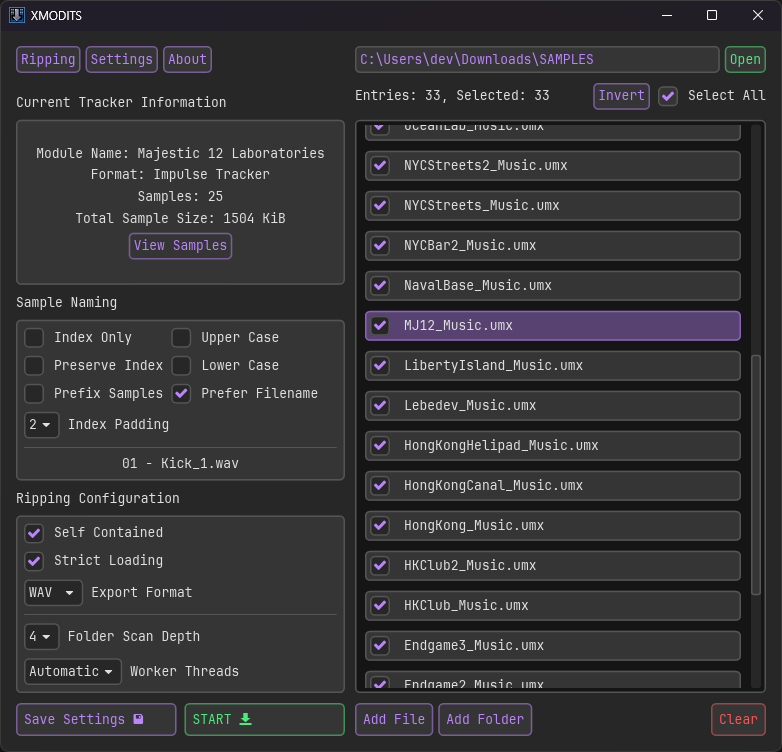 XMODITS
Ripping Settings About
C:\Users\dev\Downloads\SAMPLES Open
Current Tracker Information
Entries: 33, Selected: 33 Invert Select All
Module Name: Majestic 12 Laboratories
Format: Impulse Tracker
Samples: 25
Total Sample Size: 1504 KiB
View Samples
Sample Naming
Index Only Upper Case
Preserve Index Lower Case
Prefix Samples Prefer Filename
2 Index Padding
01 - Kick_1.wav
Ripping Configuration
Self Contained
Strict Loading
WAV Export Format
4 Folder Scan Depth
Automatic Worker Threads
Save Settings START
OceanLab_Music.umx
NYCStreets2_Music.umx
NYCStreets_Music.umx
NYCBar2_Music.umx
NavalBase_Music.umx
MJ12_Music.umx
LibertyIsland_Music.umx
Lebedev_Music.umx
HongKongHelipad_Music.umx
HongKongCanal_Music.umx
HongKong_Music.umx
HKClub2_Music.umx
HKClub_Music.umx
Endgame3_Music.umx
Endgame2_Music.umx
Add File Add Folder Clear